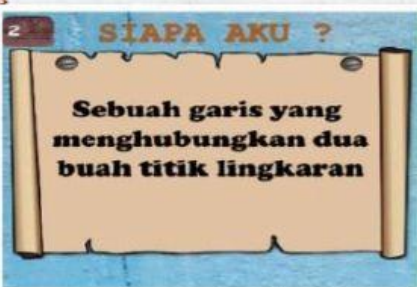 2
SIAPA AKU ?
Sebuah garis yang
menghubungkan dua
buah titik lingkaran